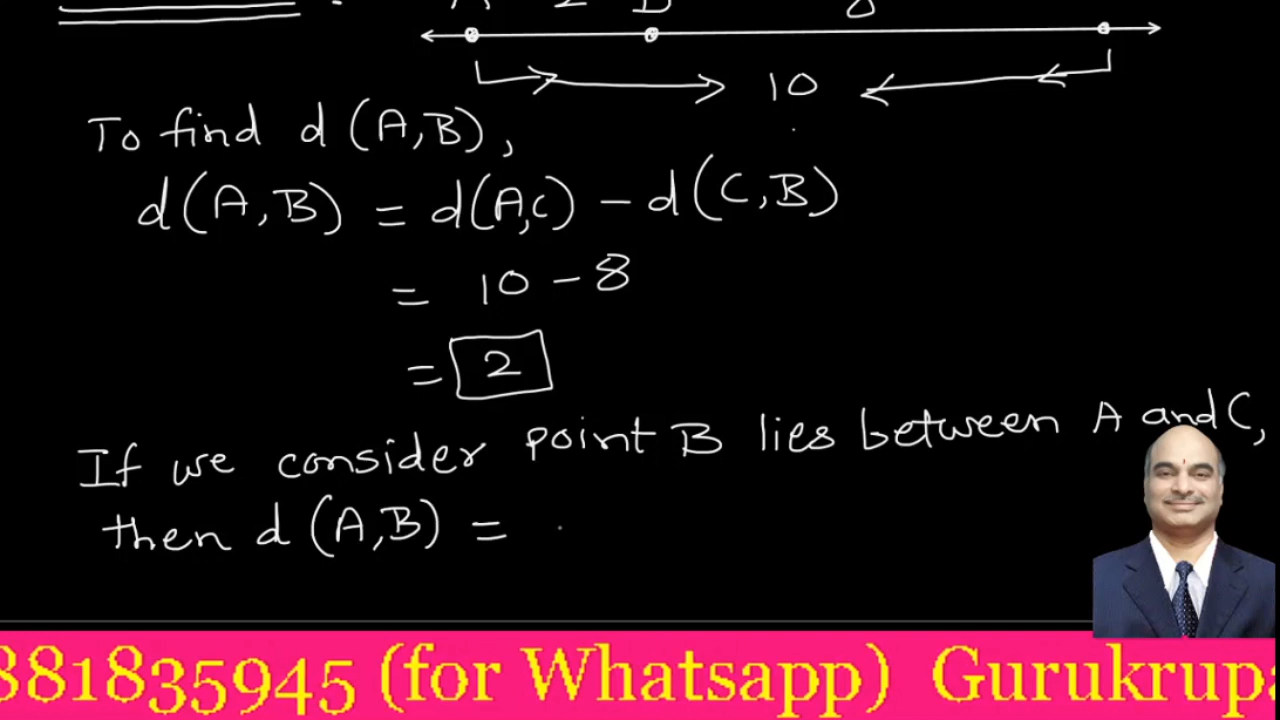 A 2 B 8
10
To find d (A,B),
d(A,B) = d(A,C) - d(C,B)
= 10 - 8
= 2
If we consider point B lies between A and C,
then d (A,B) =
881835945 (for Whatsapp) Gurukrupa